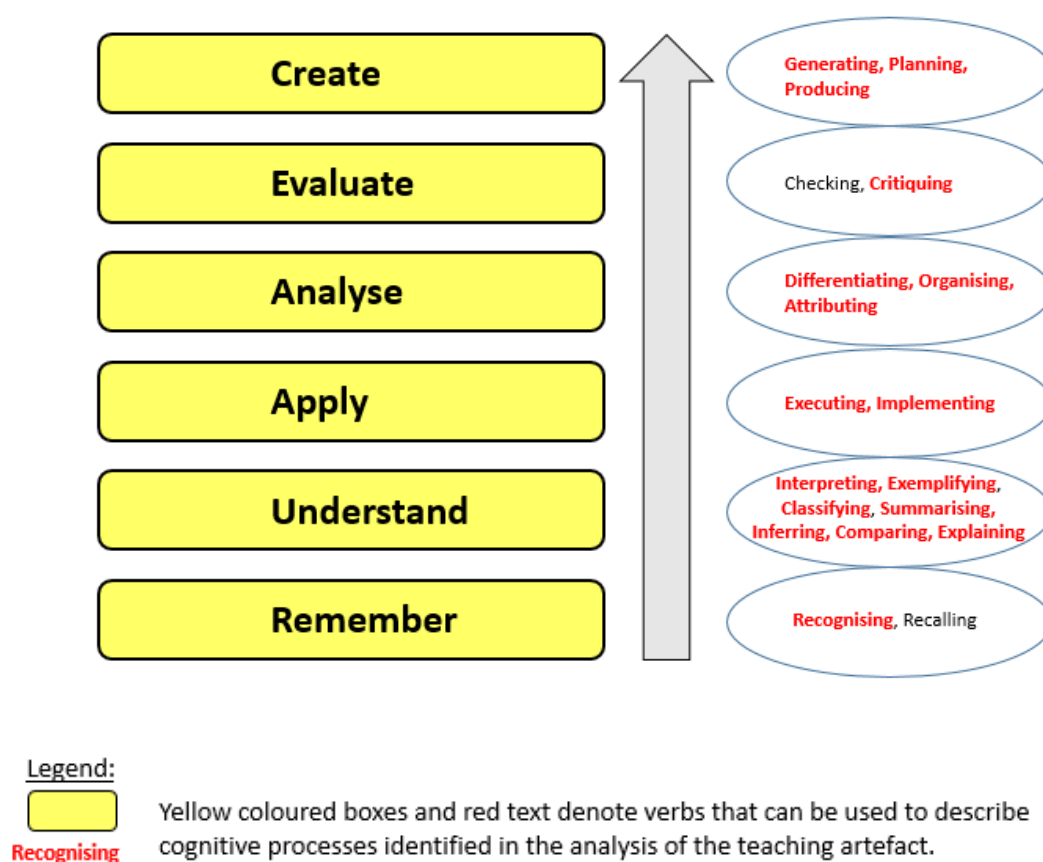 Create
Generating, Planning,
Producing
Evaluate
Checking, Critiquing
Analyse
Differentiating, Organising,
Attributing
Apply
Executing, Implementing
Understand
Interpreting, Exemplifying,
Classifying, Summarising,
Inferring, Comparing, Explaining
Remember
Recognising, Recalling
Legend:
Yellow coloured boxes and red text denote verbs that can be used to describe
Recognising
cognitive processes identified in the analysis of the teaching artefact.